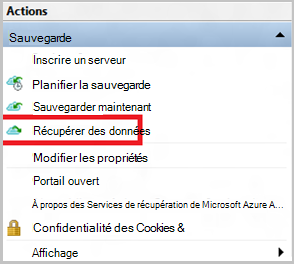 Actions
Sauvegarde
Inscrire un serveur
Planifier la sauvegarde
Sauvegarder maintenant
Récupérer des données
Modifier les propriétés
Portail ouvert
À propos des Services de récupération de Microsoft Azure A...
Confidentialité des Cookies &
Affichage